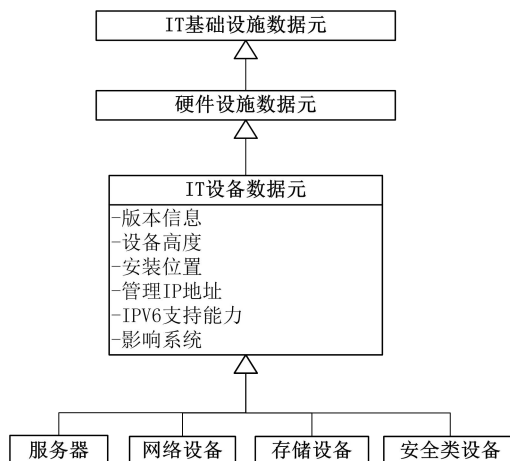 IT基础设施数据元
硬件设施数据元
IT设备数据元
-版本信息
-设备高度
-安装位置
-管理IP地址
-IPV6支持能力
-影响系统
服务器
网络设备
存储设备
安全类设备